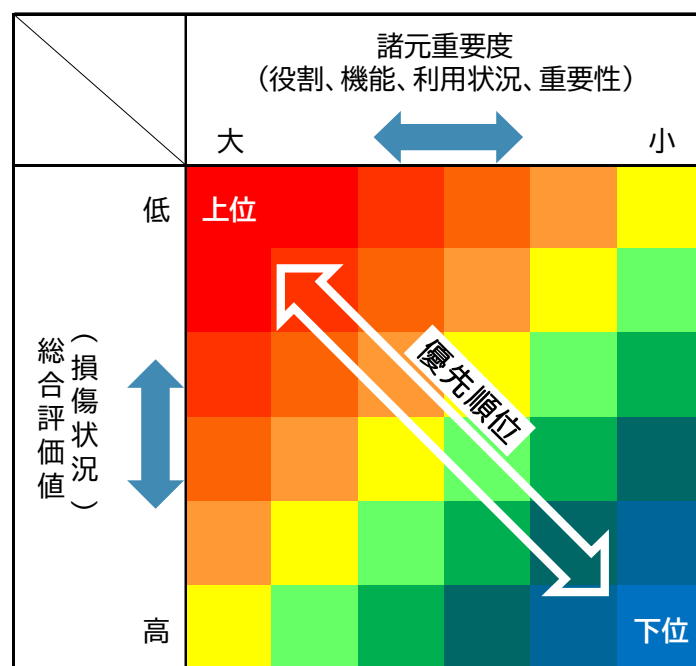 諸元重要度
（役割、機能、利用状況、重要性）
大
小
低
上位
総合評価値
（損傷状況）
優先順位
高
下位